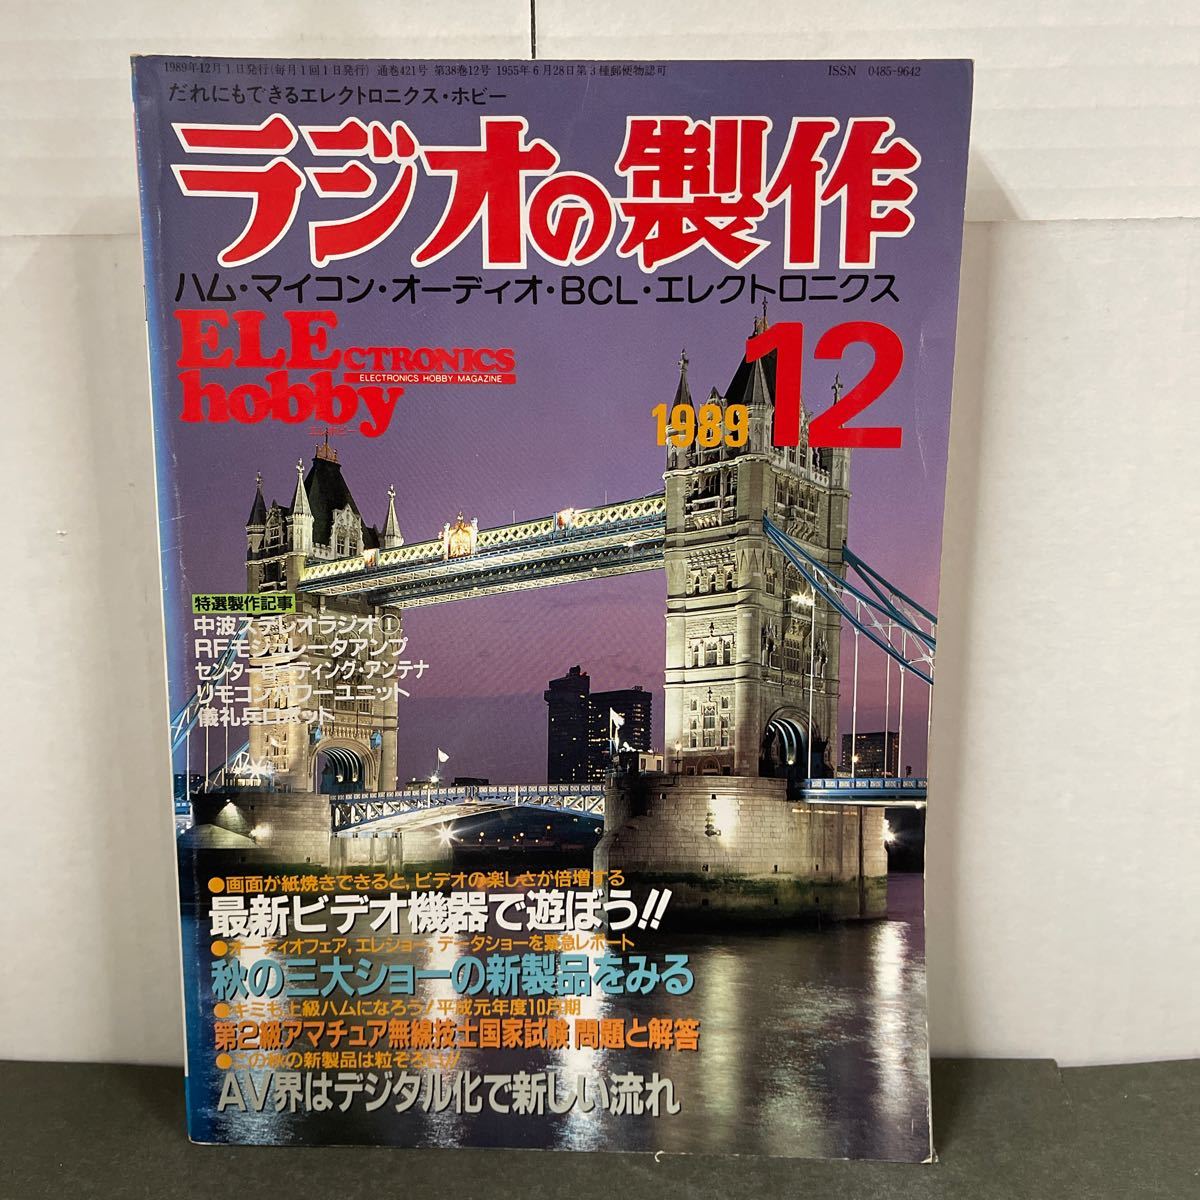 1989年12月1日発行(毎月1回1日発行) 通巻421号 第38巻12号 1955年6月28日第3種郵便物認可
ISSN 0485-9642
だれにもできるエレクトロニクス・ホビー
ラジオの製作
ハム・マイコン・オーディオ・BCL・エレクトロニクス
ELECTRONICS
ELECTRONICS HOBBY MAGAZINE
hobby
1989 12
特選製作記事
中波ステレオラジオ①
RFモジュレータアンプ
センターローディング・アンテナ
リモコンパワーユニット
儀礼兵ロボット
●画面が紙焼きできると,ビデオの楽しさが倍増する
最新ビデオ機器で遊ぼう!!
●オーディオフェア,エレショー,データショーを緊急レポート
秋の三大ショーの新製品をみる
●キミも上級ハムになろう!平成元年度10月期
第2級アマチュア無線技士国家試験 問題と解答
●この秋の新製品は粒ぞろい!!
AV界はデジタル化で新しい流れ